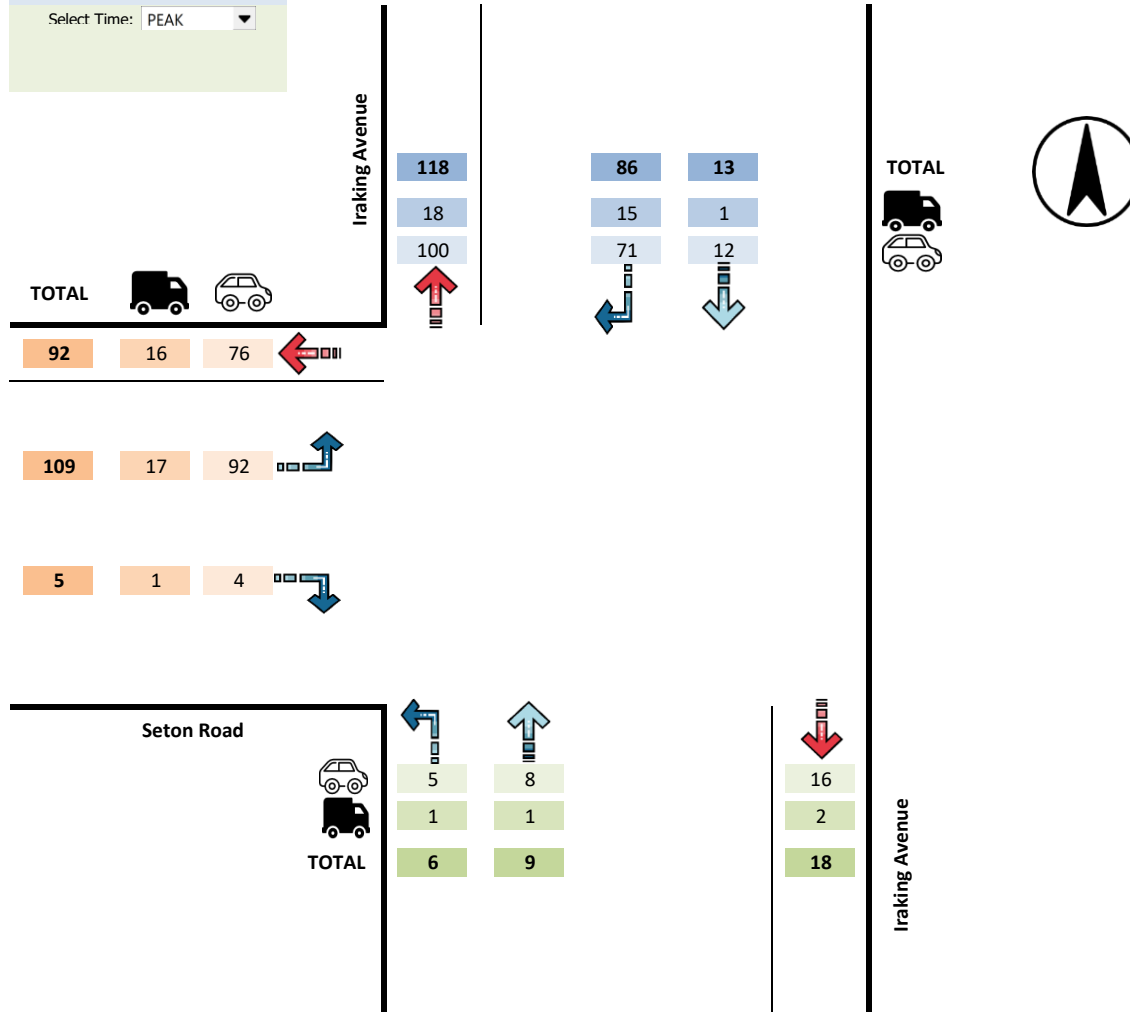 Select Time: PEAK
Iraking Avenue
118 86 13 TOTAL
18 15 1
100 71 12
TOTAL
92 16 76
109 17 92
5 1 4
Seton Road
5 8 16
1 1 2
TOTAL 6 9 18
Iraking Avenue